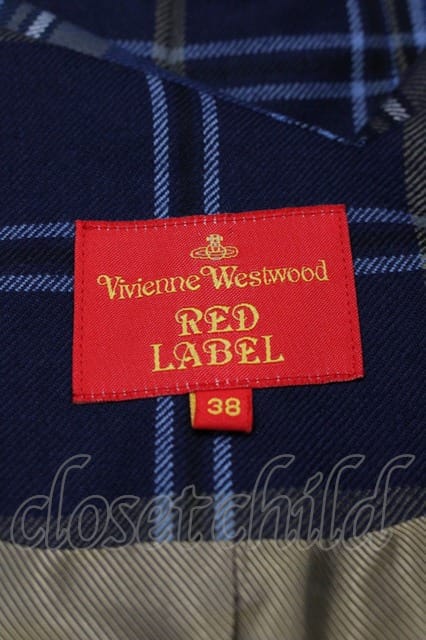 Vivienne Westwood
RED
LABEL
38
closetchild